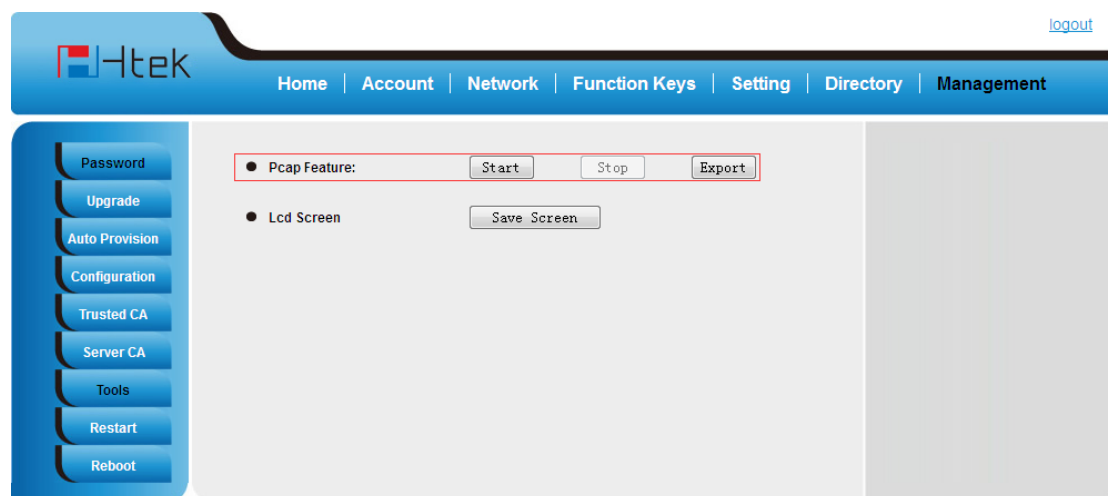 logout
Htek
Home | Account | Network | Function Keys | Setting | Directory | Management
Password
Upgrade
Auto Provision
Configuration
Trusted CA
Server CA
Tools
Restart
Reboot
● Pcap Feature: Start Stop Export
● Lcd Screen Save Screen